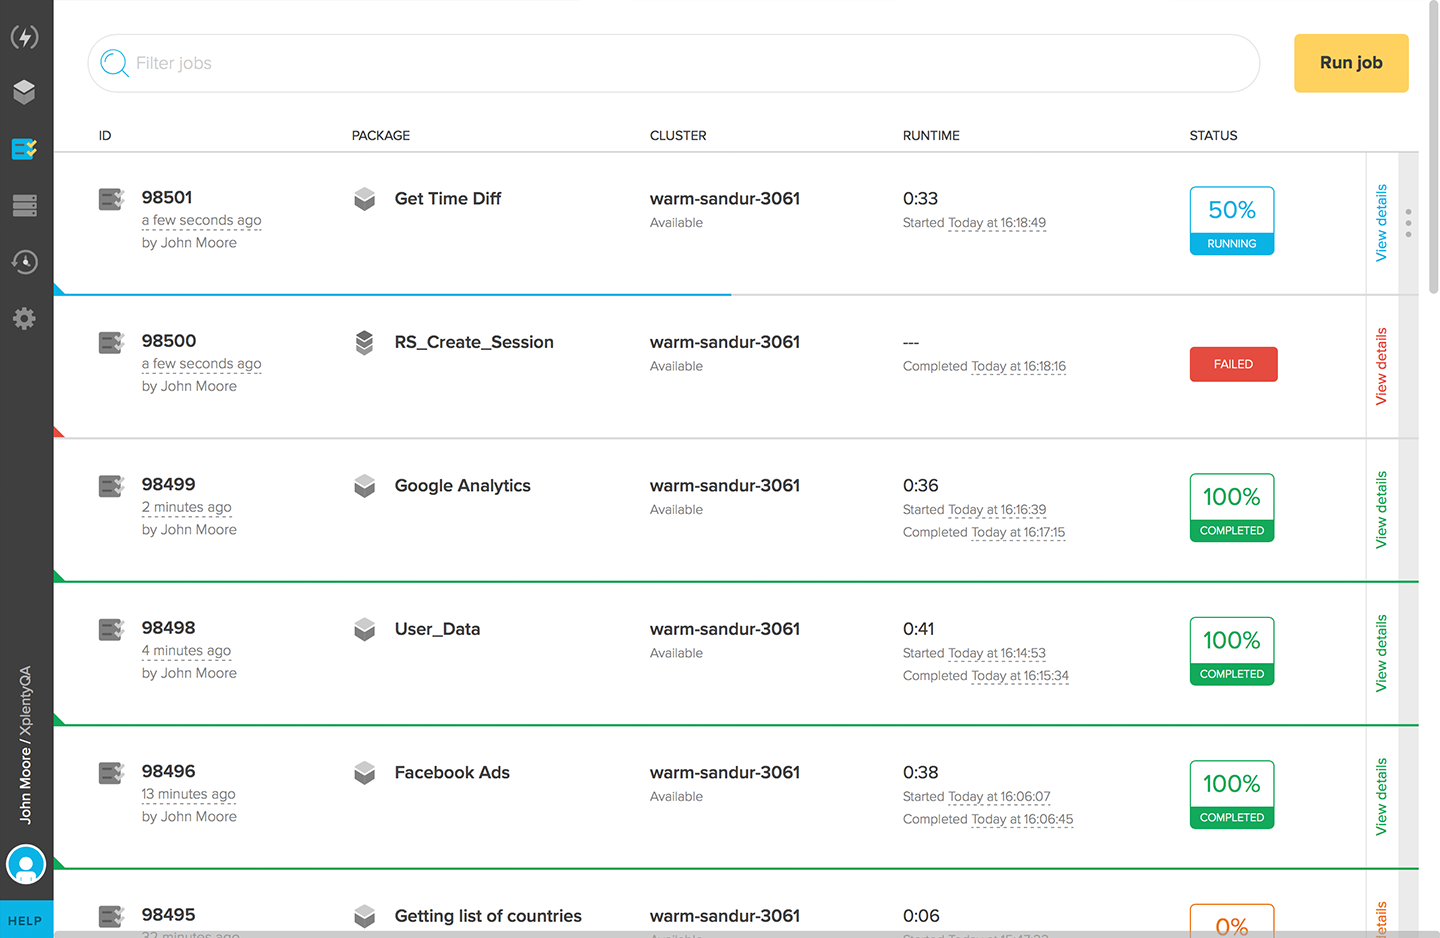 Filter jobs
Run job
ID PACKAGE CLUSTER RUNTIME STATUS
98501 Get Time Diff warm-sandur-3061 0:33 50%
a few seconds ago Available Started Today at 16:18:49
by John Moore RUNNING
View details
98500 RS_Create_Session warm-sandur-3061 ---
a few seconds ago Available Completed Today at 16:18:16 FAILED
by John Moore
View details
98499 Google Analytics warm-sandur-3061 0:36 100%
2 minutes ago Available Started Today at 16:16:39
by John Moore Completed Today at 16:17:15 COMPLETED
View details
98498 User_Data warm-sandur-3061 0:41 100%
4 minutes ago Available Started Today at 16:14:53
by John Moore Completed Today at 16:15:34 COMPLETED
View details
98496 Facebook Ads warm-sandur-3061 0:38 100%
13 minutes ago Available Started Today at 16:06:07
by John Moore Completed Today at 16:06:45 COMPLETED
View details
98495 Getting list of countries warm-sandur-3061 0:06 0%
32 minutes ago
John Moore / XplentyQA
HELP